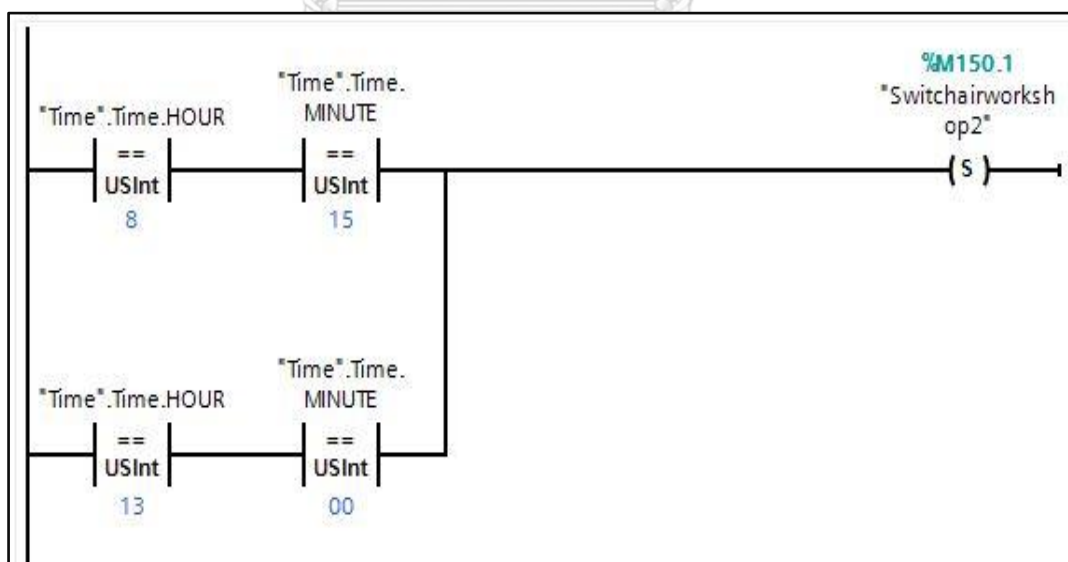 %M150.1
"Time".Time.
"Switchairworksh
"Time".Time.HOUR
MINUTE
op2"
==
==
( S )
USInt
USInt
8
15
"Time".Time.
"Time".Time.HOUR
MINUTE
==
==
USInt
USInt
13
00